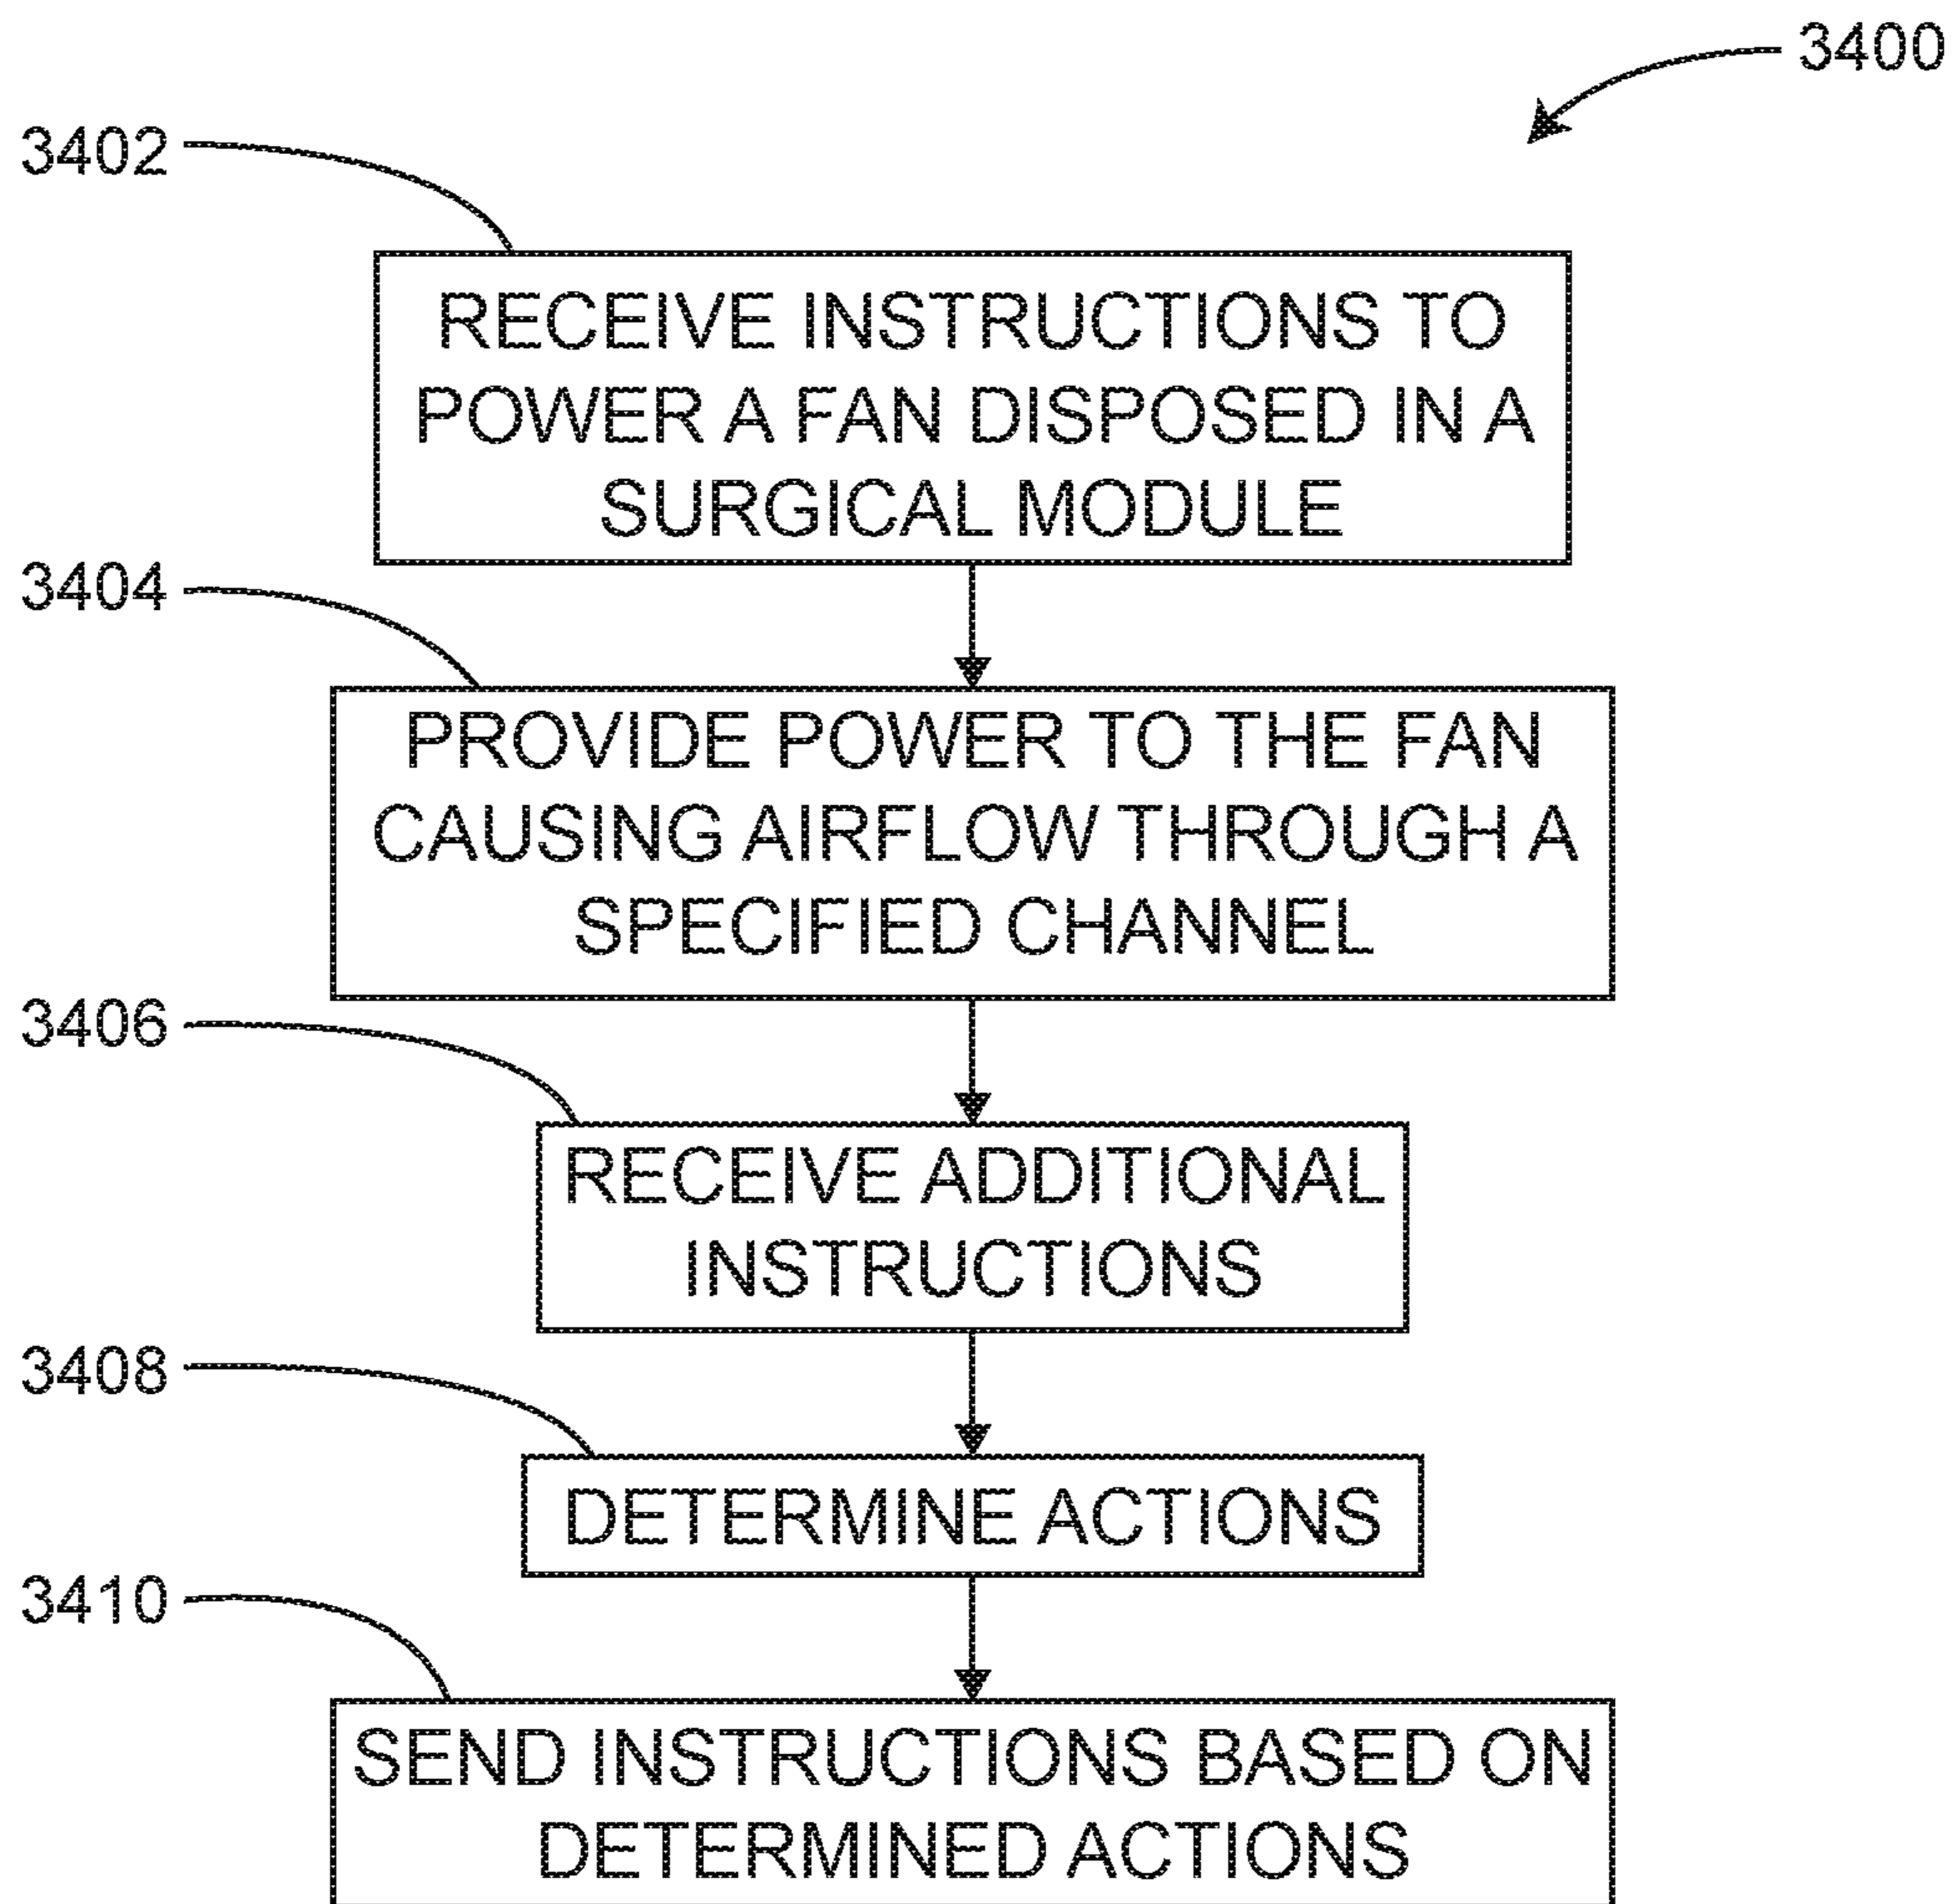 3400
3402
RECEIVE INSTRUCTIONS TO
POWER A FAN DISPOSED IN A
SURGICAL MODULE
3404
PROVIDE POWER TO THE FAN
CAUSING AIRFLOW THROUGH A
SPECIFIED CHANNEL
3406
RECEIVE ADDITIONAL
INSTRUCTIONS
3408
DETERMINE ACTIONS
3410
SEND INSTRUCTIONS BASED ON
DETERMINED ACTIONS